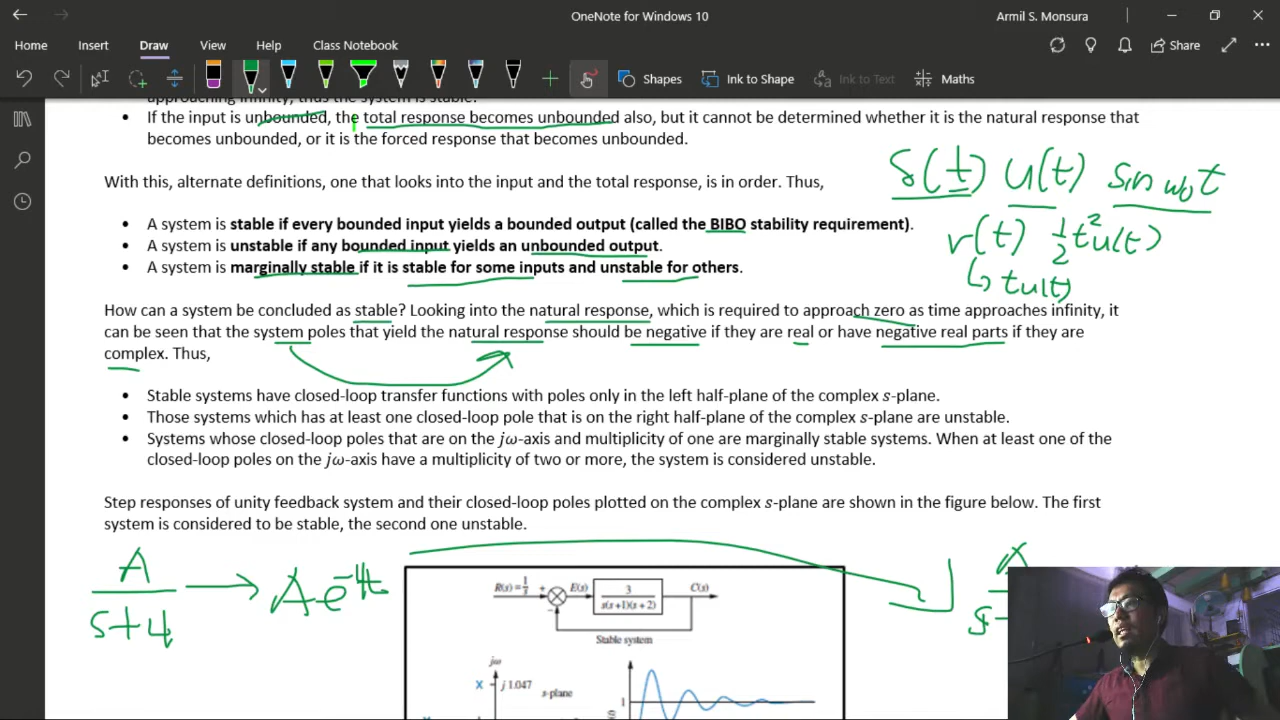 OneNote for Windows 10
Armil S. Monsura
Home Insert Draw View Help Class Notebook
Share
Shapes Ink to Shape Ink to Text Maths
approaching infinity, thus the system is stable.
• If the input is unbounded, the total response becomes unbounded also, but it cannot be determined whether it is the natural response that
becomes unbounded, or it is the forced response that becomes unbounded.
With this, alternate definitions, one that looks into the input and the total response, is in order. Thus,
δ(t) u(t) sin ω₀t
• A system is stable if every bounded input yields a bounded output (called the BIBO stability requirement).
• A system is unstable if any bounded input yields an unbounded output.
r(t) ½t²u(t)
• A system is marginally stable if it is stable for some inputs and unstable for others.
↳ tu(t)
How can a system be concluded as stable? Looking into the natural response, which is required to approach zero as time approaches infinity, it
can be seen that the system poles that yield the natural response should be negative if they are real or have negative real parts if they are
complex. Thus,
• Stable systems have closed-loop transfer functions with poles only in the left half-plane of the complex s-plane.
• Those systems which has at least one closed-loop pole that is on the right half-plane of the complex s-plane are unstable.
• Systems whose closed-loop poles that are on the jω-axis and multiplicity of one are marginally stable systems. When at least one of the
closed-loop poles on the jω-axis have a multiplicity of two or more, the system is considered unstable.
Step responses of unity feedback system and their closed-loop poles plotted on the complex s-plane are shown in the figure below. The first
system is considered to be stable, the second one unstable.
A
s+4
→ Ae⁻⁴ᵗ
R(s) = 1/s + − E(s) 3 C(s)
s(s + 1)(s + 2)
Stable system
jω
X j1.047 s-plane
1